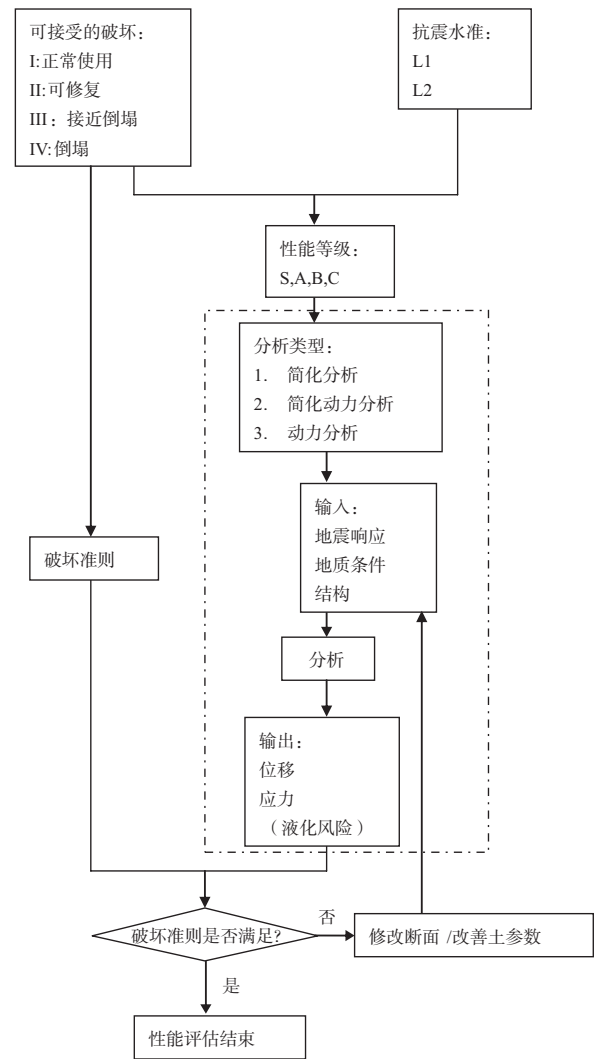 可接受的破坏：
I:正常使用
II:可修复
III：接近倒塌
IV:倒塌
抗震水准：
L1
L2
性能等级：
S,A,B,C
分析类型：
1. 简化分析
2. 简化动力分析
3. 动力分析
输入：
地震响应
地质条件
结构
破坏准则
分析
输出：
位移
应力
（液化风险）
破坏准则是否满足?
否
修改断面 /改善土参数
是
性能评估结束